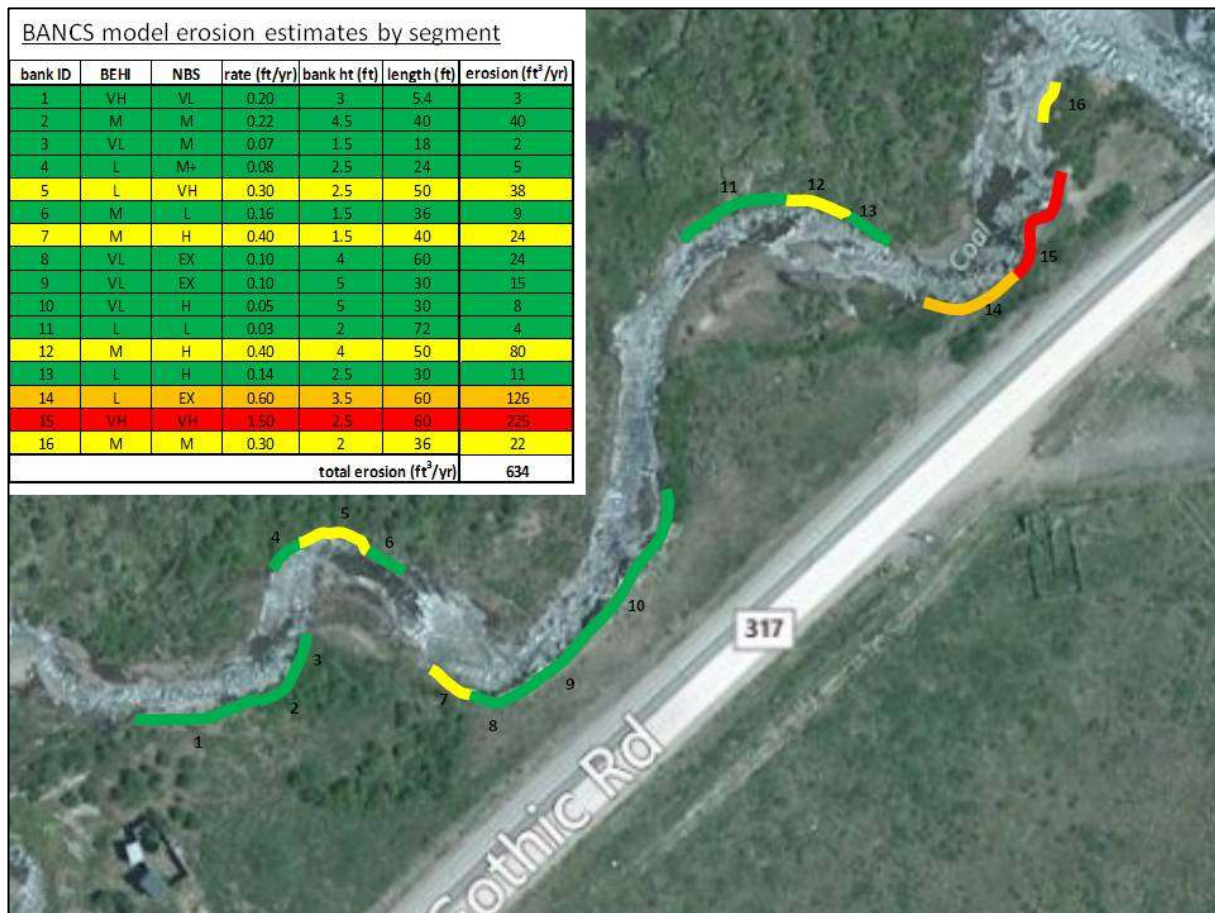 BANCS model erosion estimates by segment
bank ID BEHI NBS rate (ft/yr) bank ht (ft) length (ft) erosion (ft³/yr)
1 VH VL 0.20 3 5.4 3
2 M M 0.22 4.5 40 40
3 VL M 0.07 1.5 18 2
4 L M+ 0.08 2.5 24 5
5 L VH 0.30 2.5 50 38
6 M L 0.16 1.5 36 9
7 M H 0.40 1.5 40 24
8 VL EX 0.10 4 60 24
9 VL EX 0.10 5 30 15
10 VL H 0.05 5 30 8
11 L L 0.03 2 72 4
12 M H 0.40 4 50 80
13 L H 0.14 2.5 30 11
14 L EX 0.60 3.5 60 126
15 VH VH 1.50 2.5 60 225
16 M M 0.30 2 36 22
total erosion (ft³/yr) 634
16
11
12
13
Coal
15
14
5
4
6
10
317
3
9
7
2
8
1
Gothic Rd